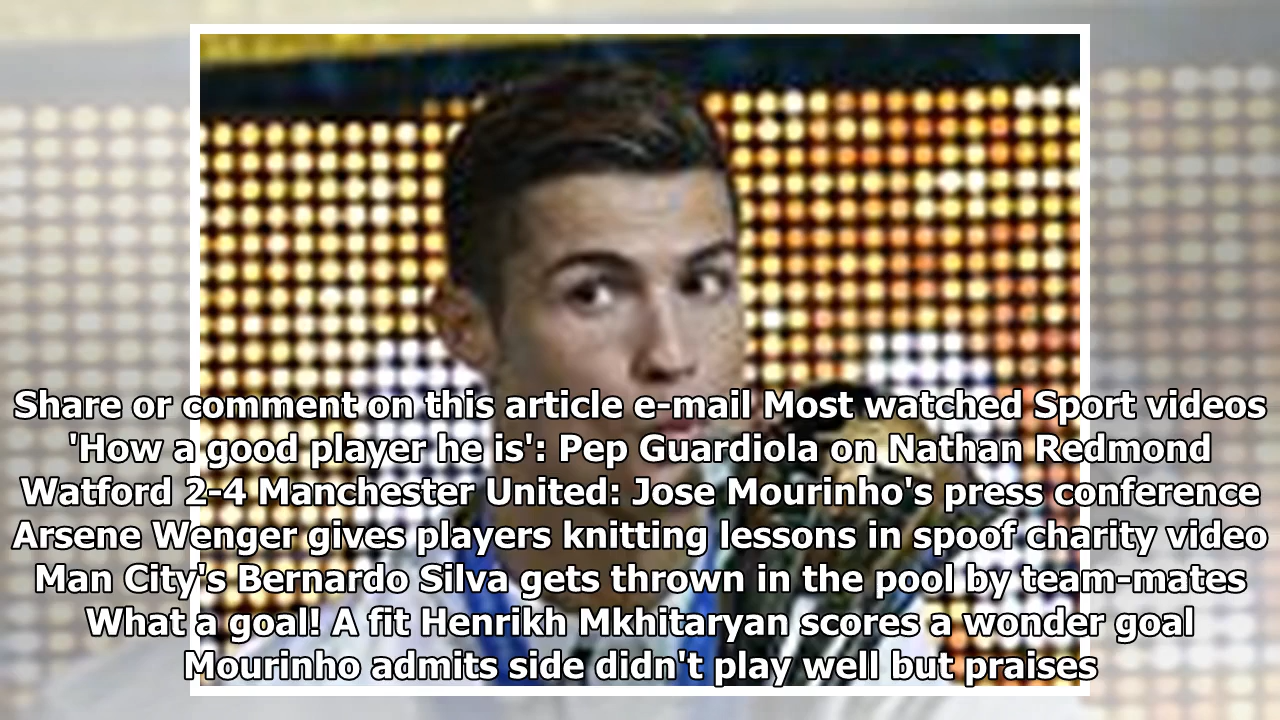 Share or comment on this article e-mail Most watched Sport videos
'How a good player he is': Pep Guardiola on Nathan Redmond
Watford 2-4 Manchester United: Jose Mourinho's press conference
Arsene Wenger gives players knitting lessons in spoof charity video
Man City's Bernardo Silva gets thrown in the pool by team-mates
What a goal! A fit Henrikh Mkhitaryan scores a wonder goal
Mourinho admits side didn't play well but praises